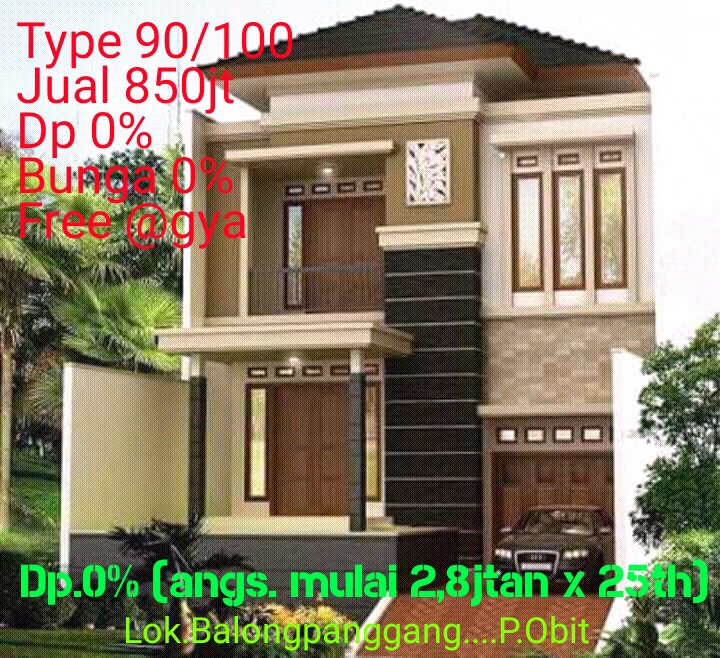 Type 90/100
Jual 850jt
Dp 0%
Bunga 0%
Free @gya
Dp.0% (angs. mulai 2,8jtan x 25th)
Lok.Balongpanggang....P.Obit